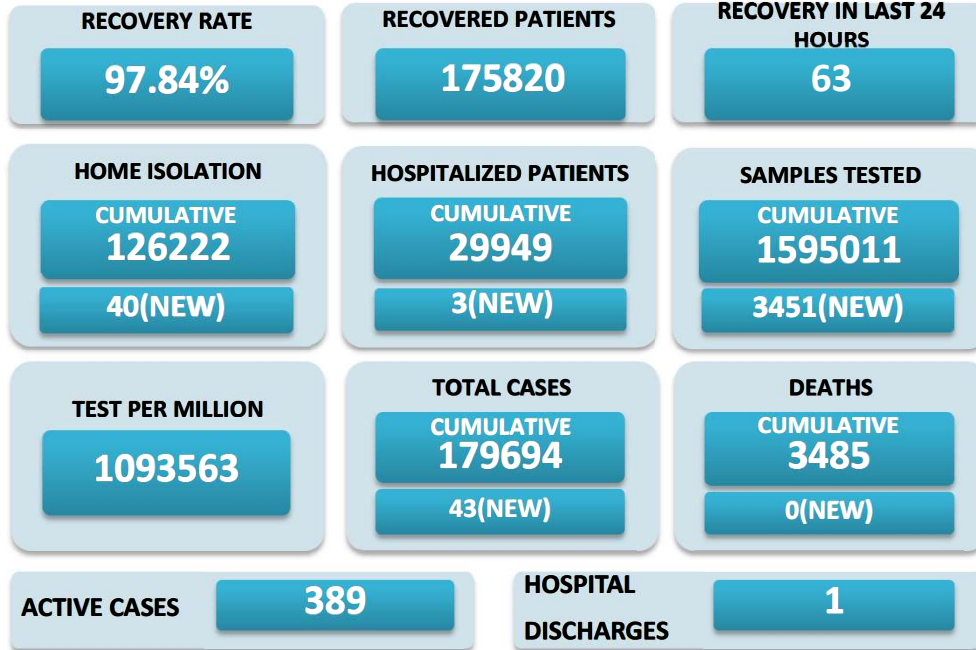 RECOVERY RATE
97.84%
RECOVERED PATIENTS
175820
RECOVERY IN LAST 24
HOURS
63
HOME ISOLATION
CUMULATIVE
126222
40(NEW)
HOSPITALIZED PATIENTS
CUMULATIVE
29949
3(NEW)
SAMPLES TESTED
CUMULATIVE
1595011
3451(NEW)
TEST PER MILLION
1093563
TOTAL CASES
CUMULATIVE
179694
43(NEW)
DEATHS
CUMULATIVE
3485
0(NEW)
ACTIVE CASES
389
HOSPITAL
DISCHARGES
1